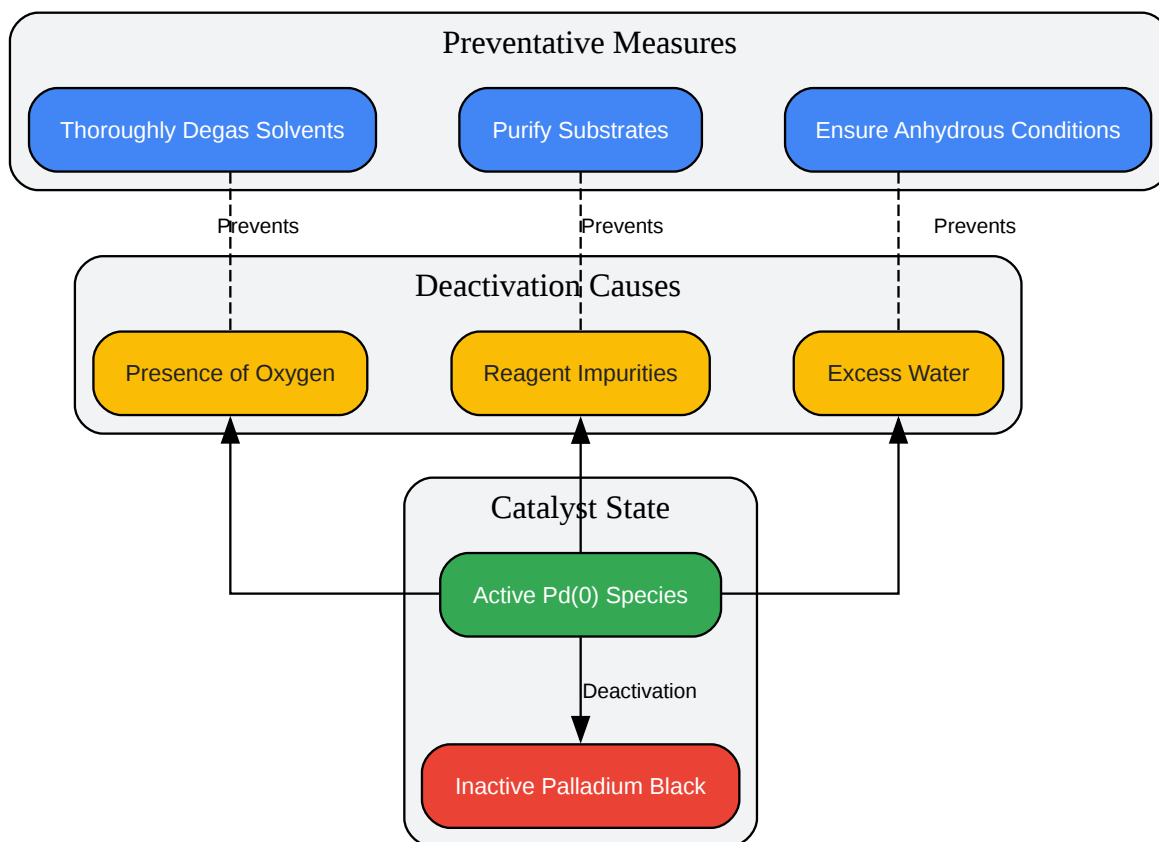 Preventative Measures
Thoroughly Degas Solvents
Purify Substrates
Ensure Anhydrous Conditions
Prevents
Prevents
Prevents
Deactivation Causes
Presence of Oxygen
Reagent Impurities
Excess Water
Catalyst State
Active Pd(0) Species
Deactivation
Inactive Palladium Black